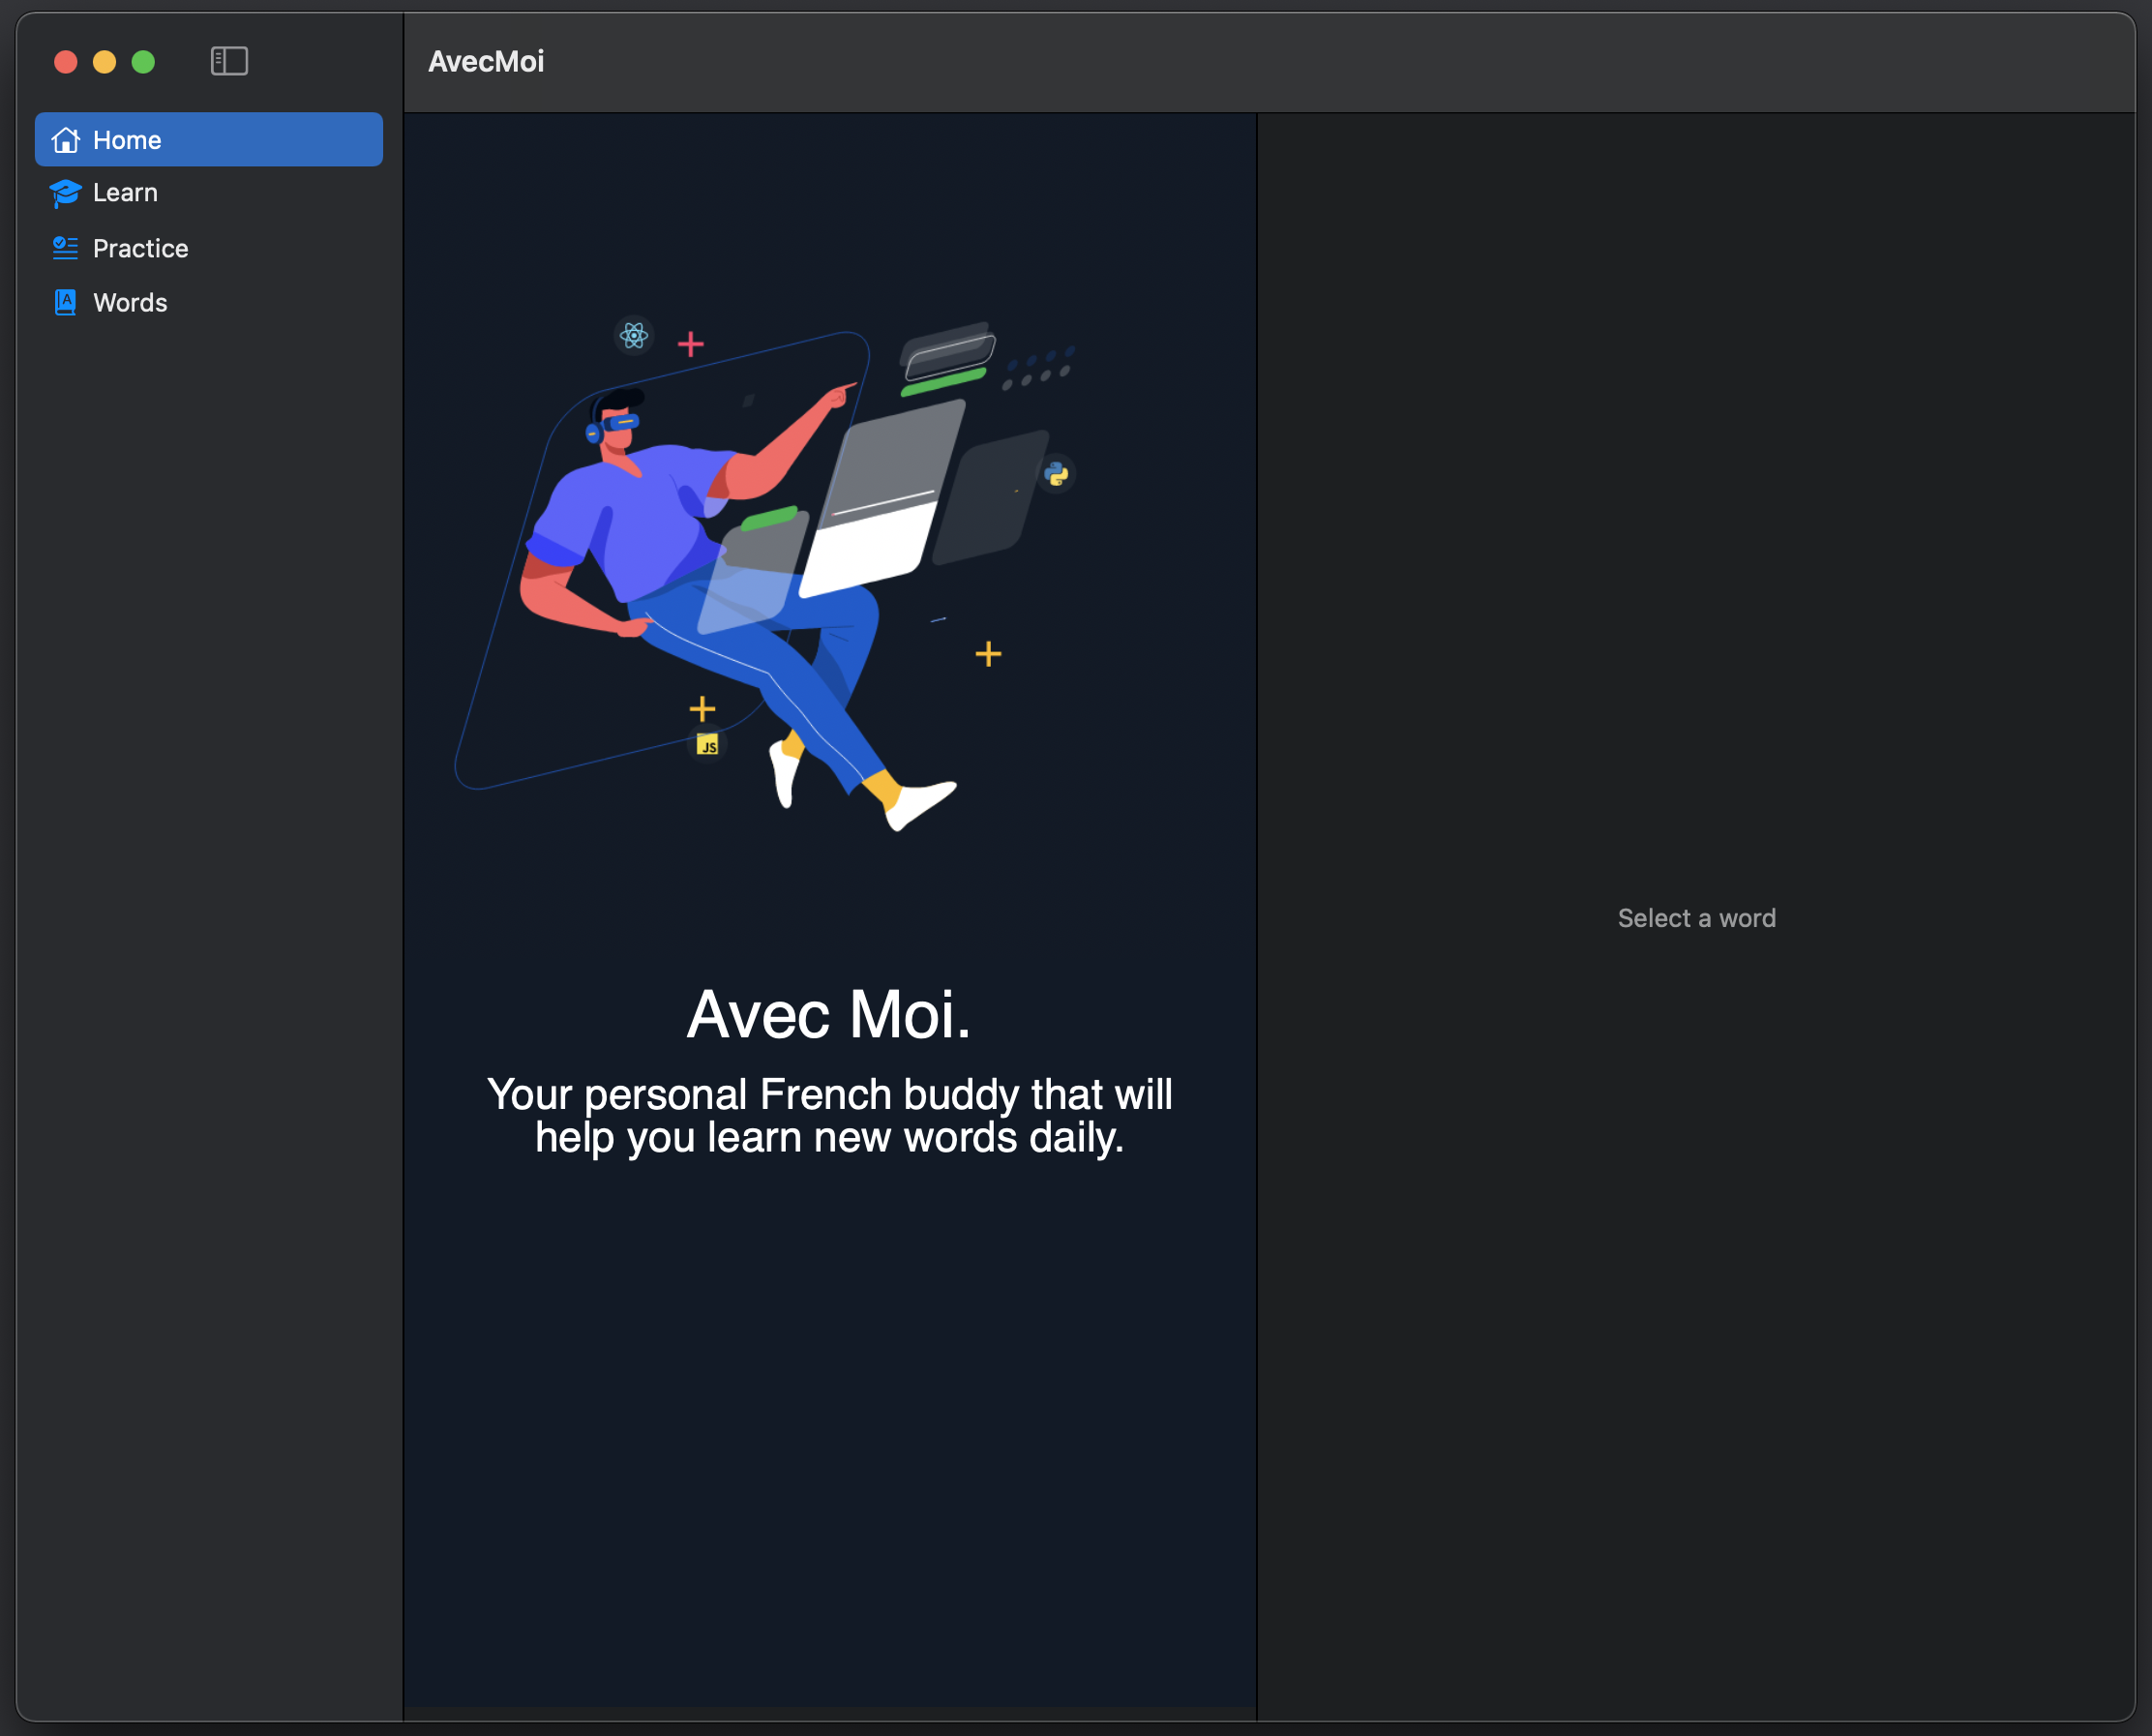 AvecMoi
Home
Learn
Practice
A
Words
JS
Avec Moi.
Your personal French buddy that will
help you learn new words daily.
Select a word